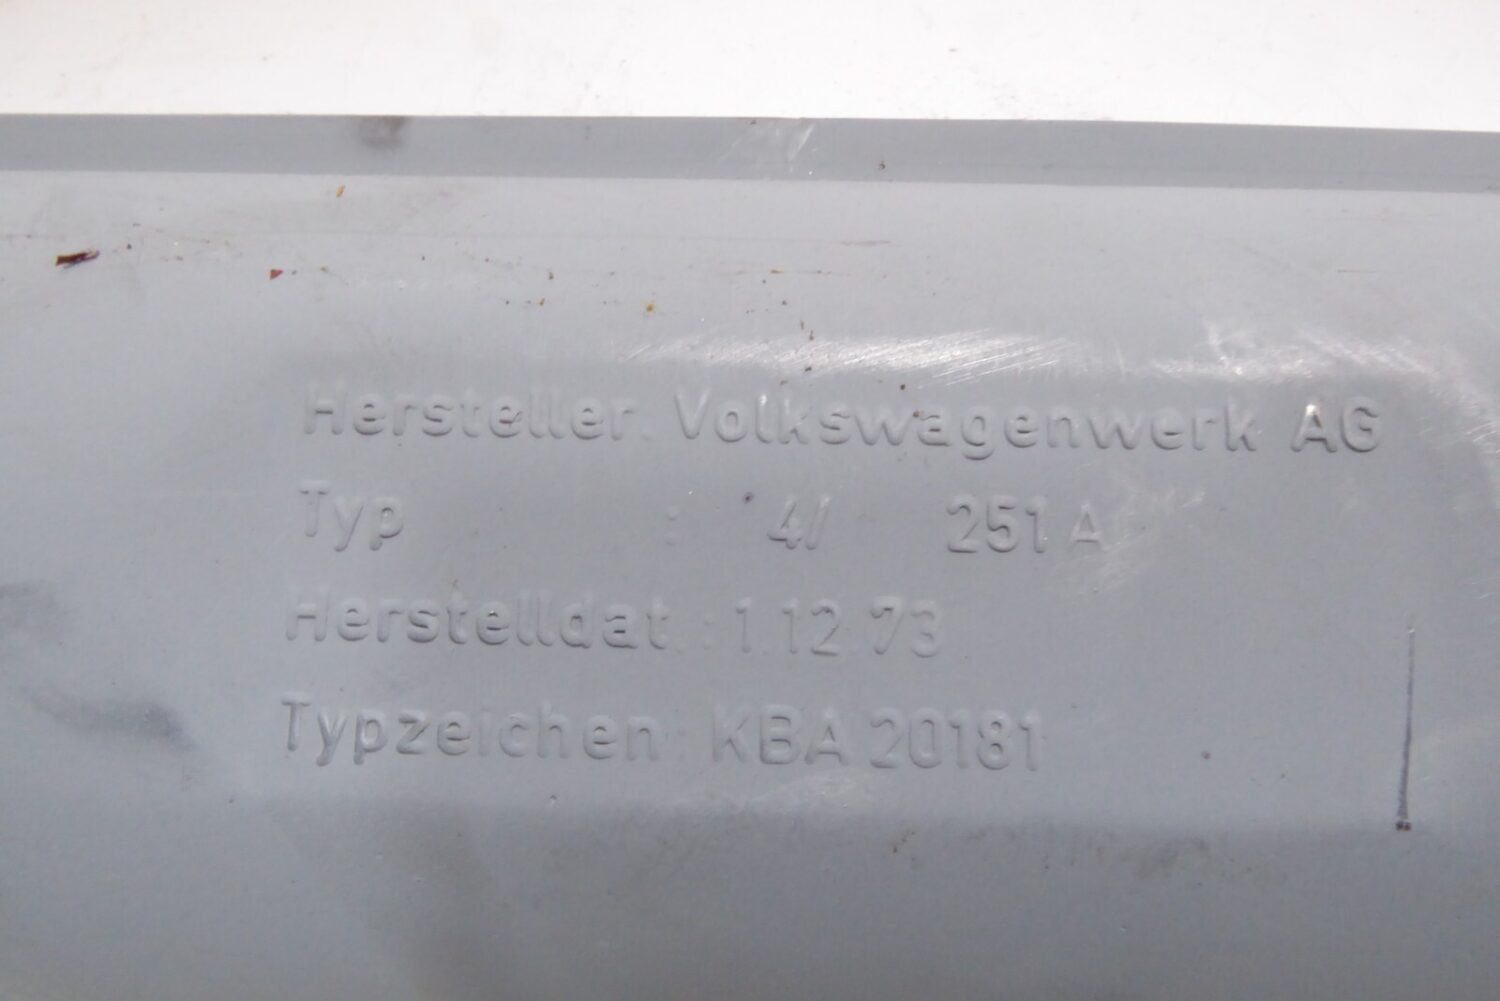 Hersteller: Volkswagenwerk AG
Typ : 4/ 251 A
Herstelldat.: 1.12.73
Typzeichen: KBA 20181